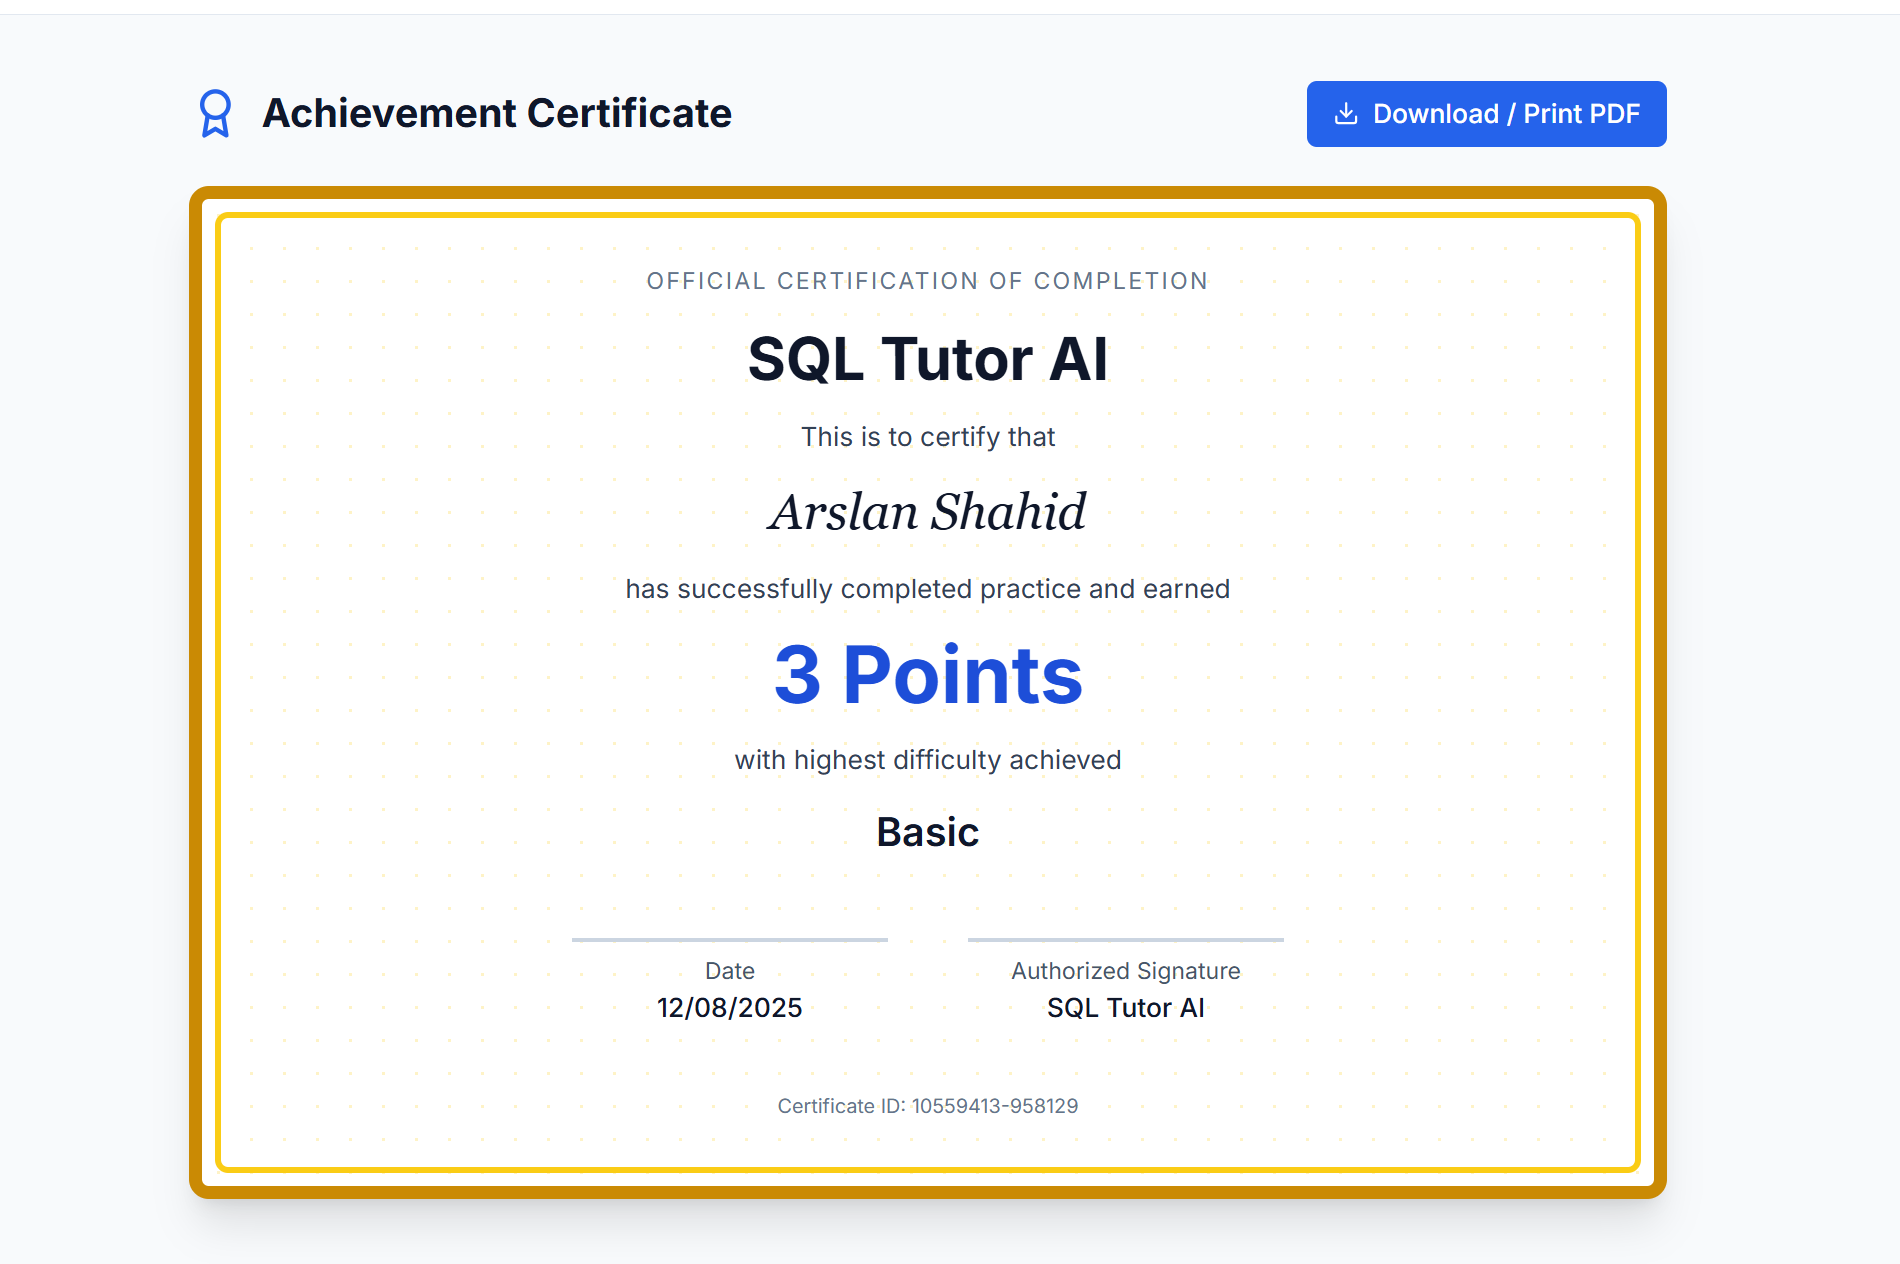 Achievement Certificate
Download / Print PDF
OFFICIAL CERTIFICATION OF COMPLETION
SQL Tutor AI
This is to certify that
Arslan Shahid
has successfully completed practice and earned
3 Points
with highest difficulty achieved
Basic
Date
12/08/2025
Authorized Signature
SQL Tutor AI
Certificate ID: 10559413-958129